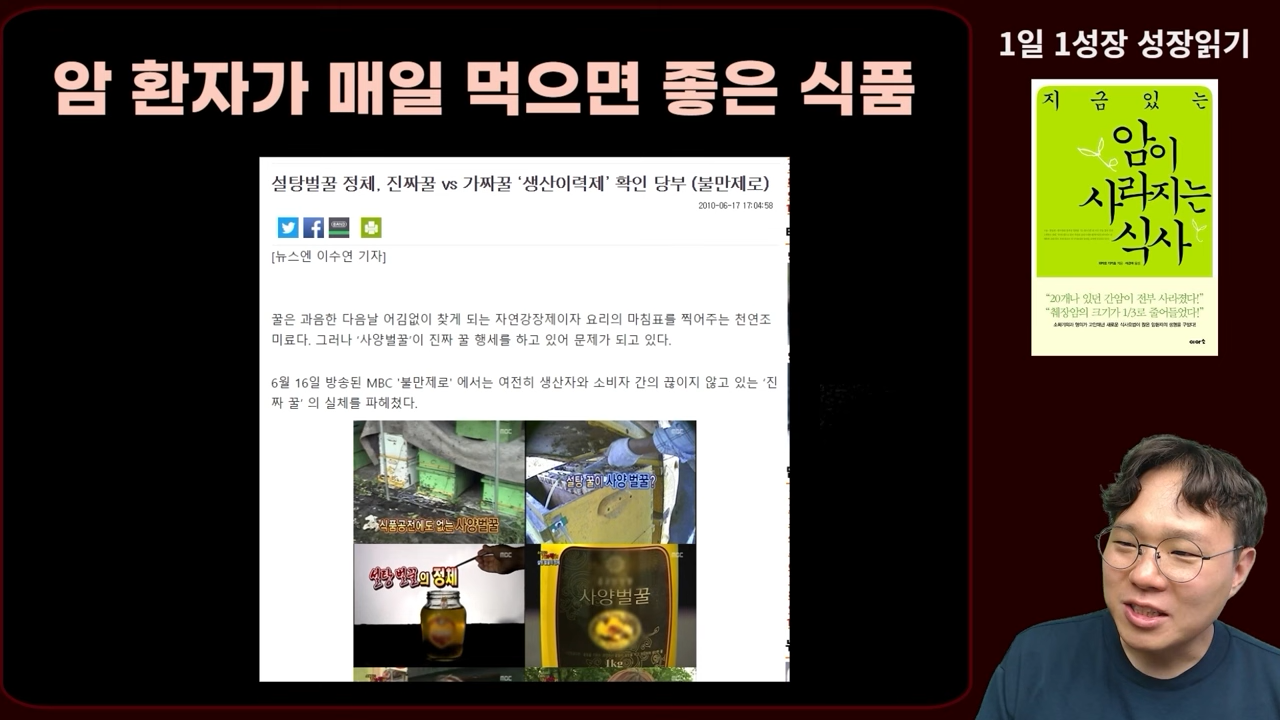 암 환자가 매일 먹으면 좋은 식품
1일 1성장 성장읽기
설탕벌꿀 정체, 진짜꿀 vs 가짜꿀 ‘생산이력제’ 확인 당부 (불만제로)
2010-06-17 17:04:58
[뉴스엔 이수연 기자]
꿀은 과음한 다음날 어김없이 찾게 되는 자연강장제이자 요리의 마침표를 찍어주는 천연조
미료다. 그러나 ‘사양벌꿀’이 진짜 꿀 행세를 하고 있어 문제가 되고 있다.
6월 16일 방송된 MBC '불만제로' 에서는 여전히 생산자와 소비자 간의 끊이지 않고 있는 ‘진
짜 꿀’ 의 실체를 파헤쳤다.
MBC
식품공전에도 없는 사양벌꿀
MBC
설탕 꿀이 사양 벌꿀?
MBC
설탕 벌꿀의 정체
MBC
사양벌꿀
1kg
MBC
MBC
지금있는
암이
사라지는
식사
“20개나 있던 간암이 전부 사라졌다!”
“췌장암의 크기가 1/3로 줄어들었다!”